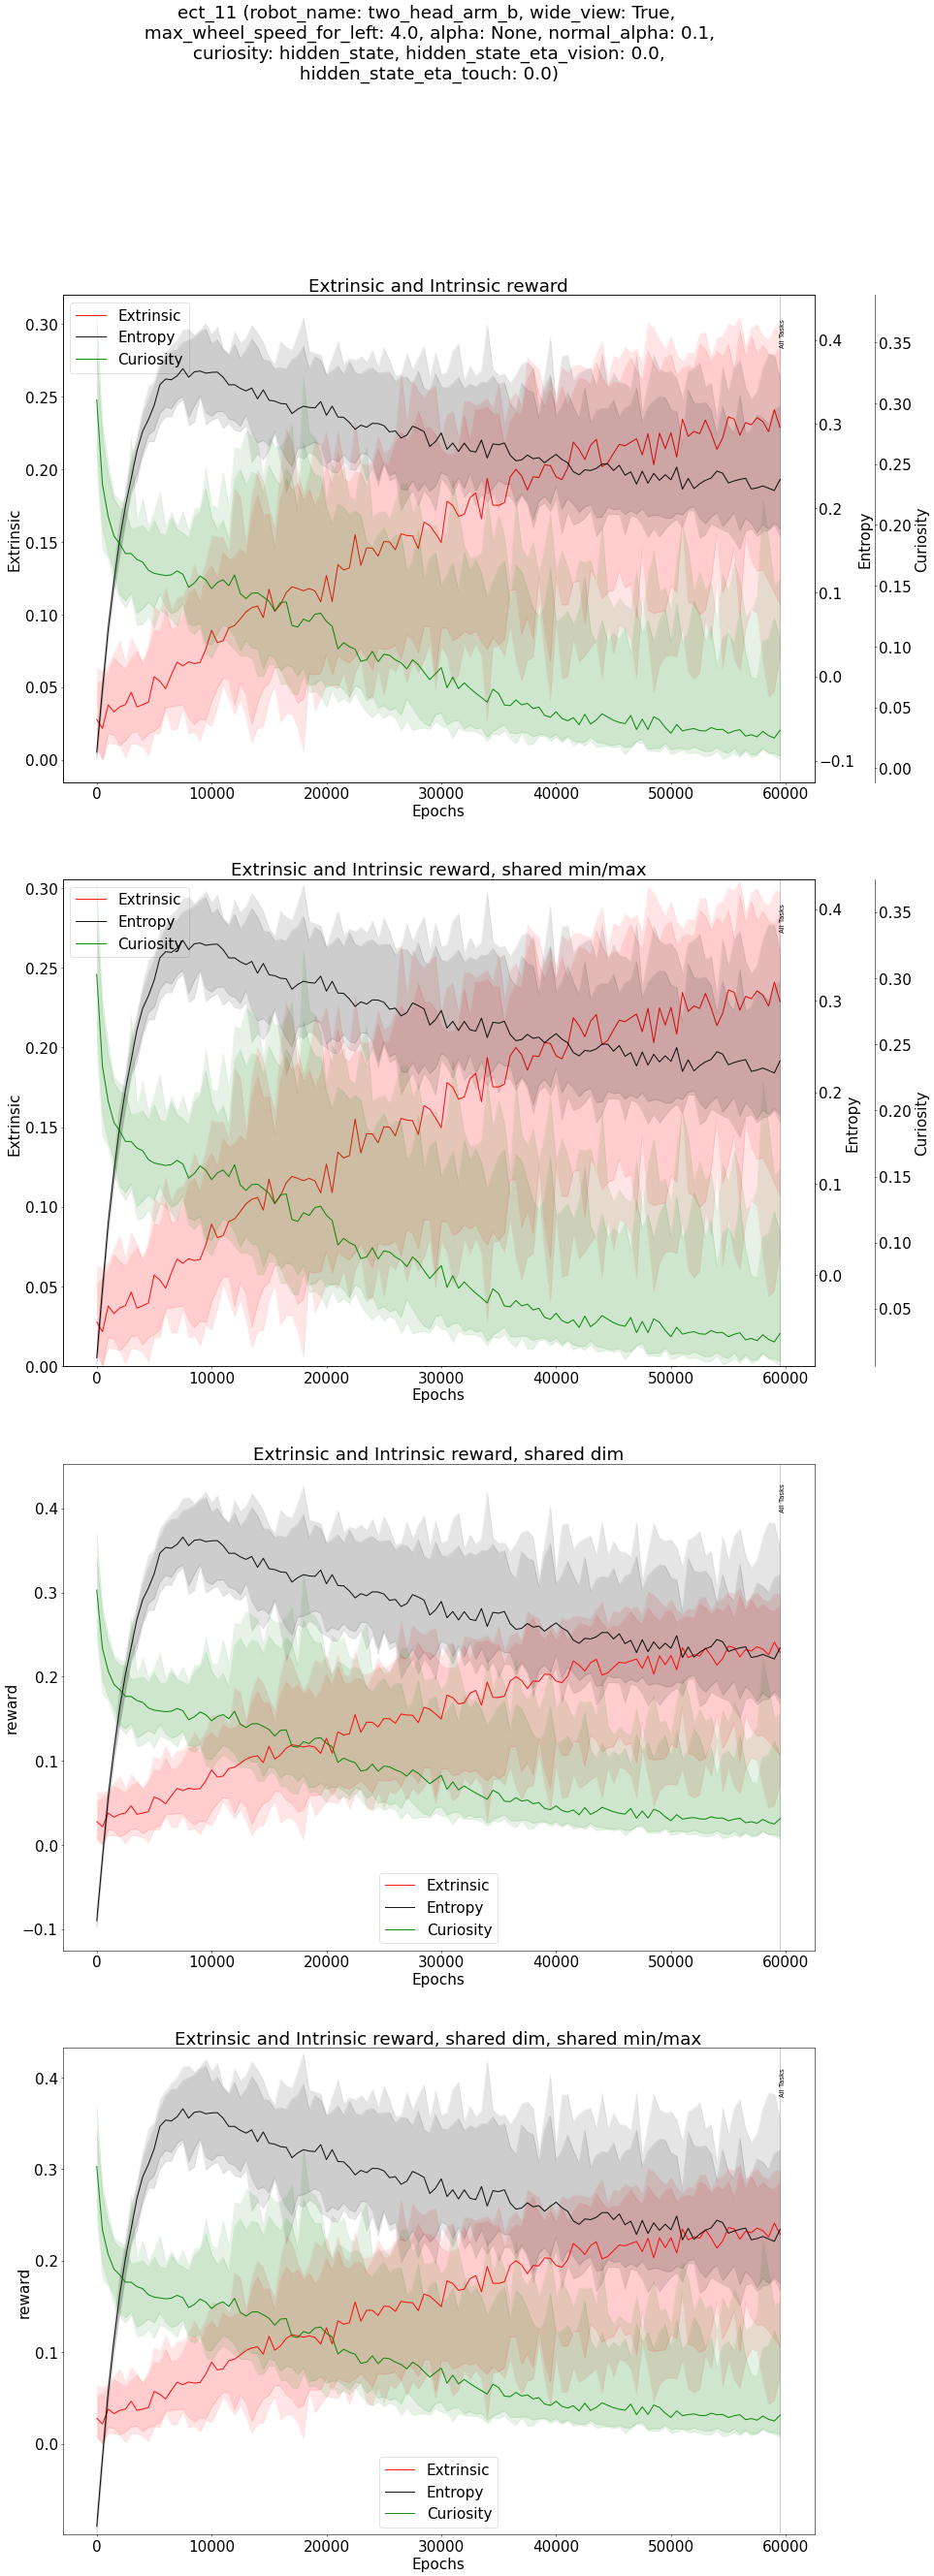 ect_11 (robot_name: two_head_arm_b, wide_view: True,
max_wheel_speed_for_left: 4.0, alpha: None, normal_alpha: 0.1,
curiosity: hidden_state, hidden_state_eta_vision: 0.0,
hidden_state_eta_touch: 0.0)
Extrinsic and Intrinsic reward
Extrinsic
Entropy
Curiosity
All Tasks
0.30
0.25
0.20
0.15
0.10
0.05
0.00
Extrinsic
0.4
0.3
0.2
0.1
0.0
−0.1
Entropy
0.35
0.30
0.25
0.20
0.15
0.10
0.05
0.00
Curiosity
0 10000 20000 30000 40000 50000 60000
Epochs
Extrinsic and Intrinsic reward, shared min/max
Extrinsic
Entropy
Curiosity
All Tasks
0.30
0.25
0.20
0.15
0.10
0.05
0.00
Extrinsic
0.4
0.3
0.2
0.1
0.0
Entropy
0.35
0.30
0.25
0.20
0.15
0.10
0.05
Curiosity
0 10000 20000 30000 40000 50000 60000
Epochs
Extrinsic and Intrinsic reward, shared dim
All Tasks
0.4
0.3
0.2
0.1
0.0
−0.1
reward
Extrinsic
Entropy
Curiosity
0 10000 20000 30000 40000 50000 60000
Epochs
Extrinsic and Intrinsic reward, shared dim, shared min/max
All Tasks
0.4
0.3
0.2
0.1
0.0
reward
Extrinsic
Entropy
Curiosity
0 10000 20000 30000 40000 50000 60000
Epochs